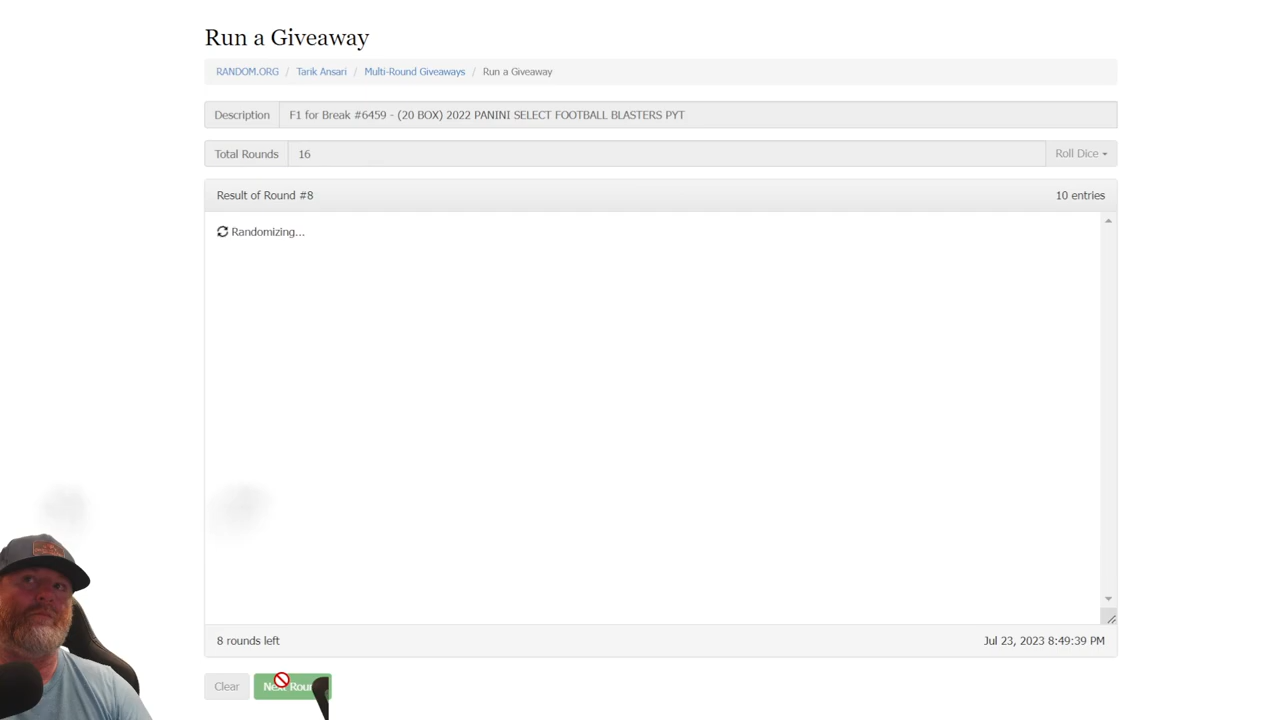 Run a Giveaway
RANDOM.ORG / Tarik Ansari / Multi-Round Giveaways / Run a Giveaway
Description F1 for Break #6459 - (20 BOX) 2022 PANINI SELECT FOOTBALL BLASTERS PYT
Total Rounds 16 Roll Dice
Result of Round #8 10 entries
Randomizing...
8 rounds left Jul 23, 2023 8:49:39 PM
Clear Next Round